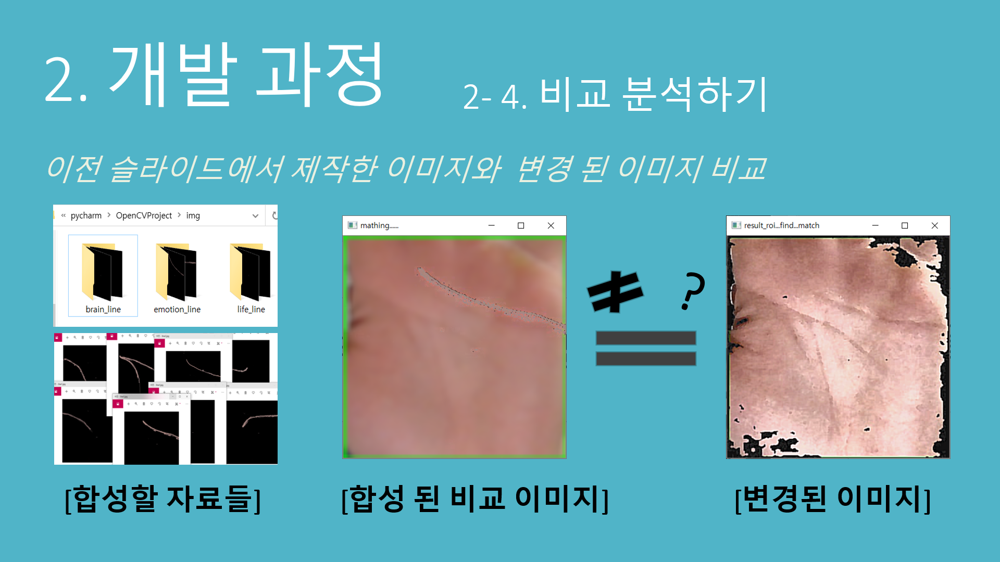 2. 개발 과정
2- 4. 비교 분석하기
이전 슬라이드에서 제작한 이미지와 변경 된 이미지 비교
« pycharm > OpenCVProject > img
brain_line
emotion_line
life_line
mathing......
≠ ?
=
result_roi...find...match
[합성할 자료들]
[합성 된 비교 이미지]
[변경된 이미지]